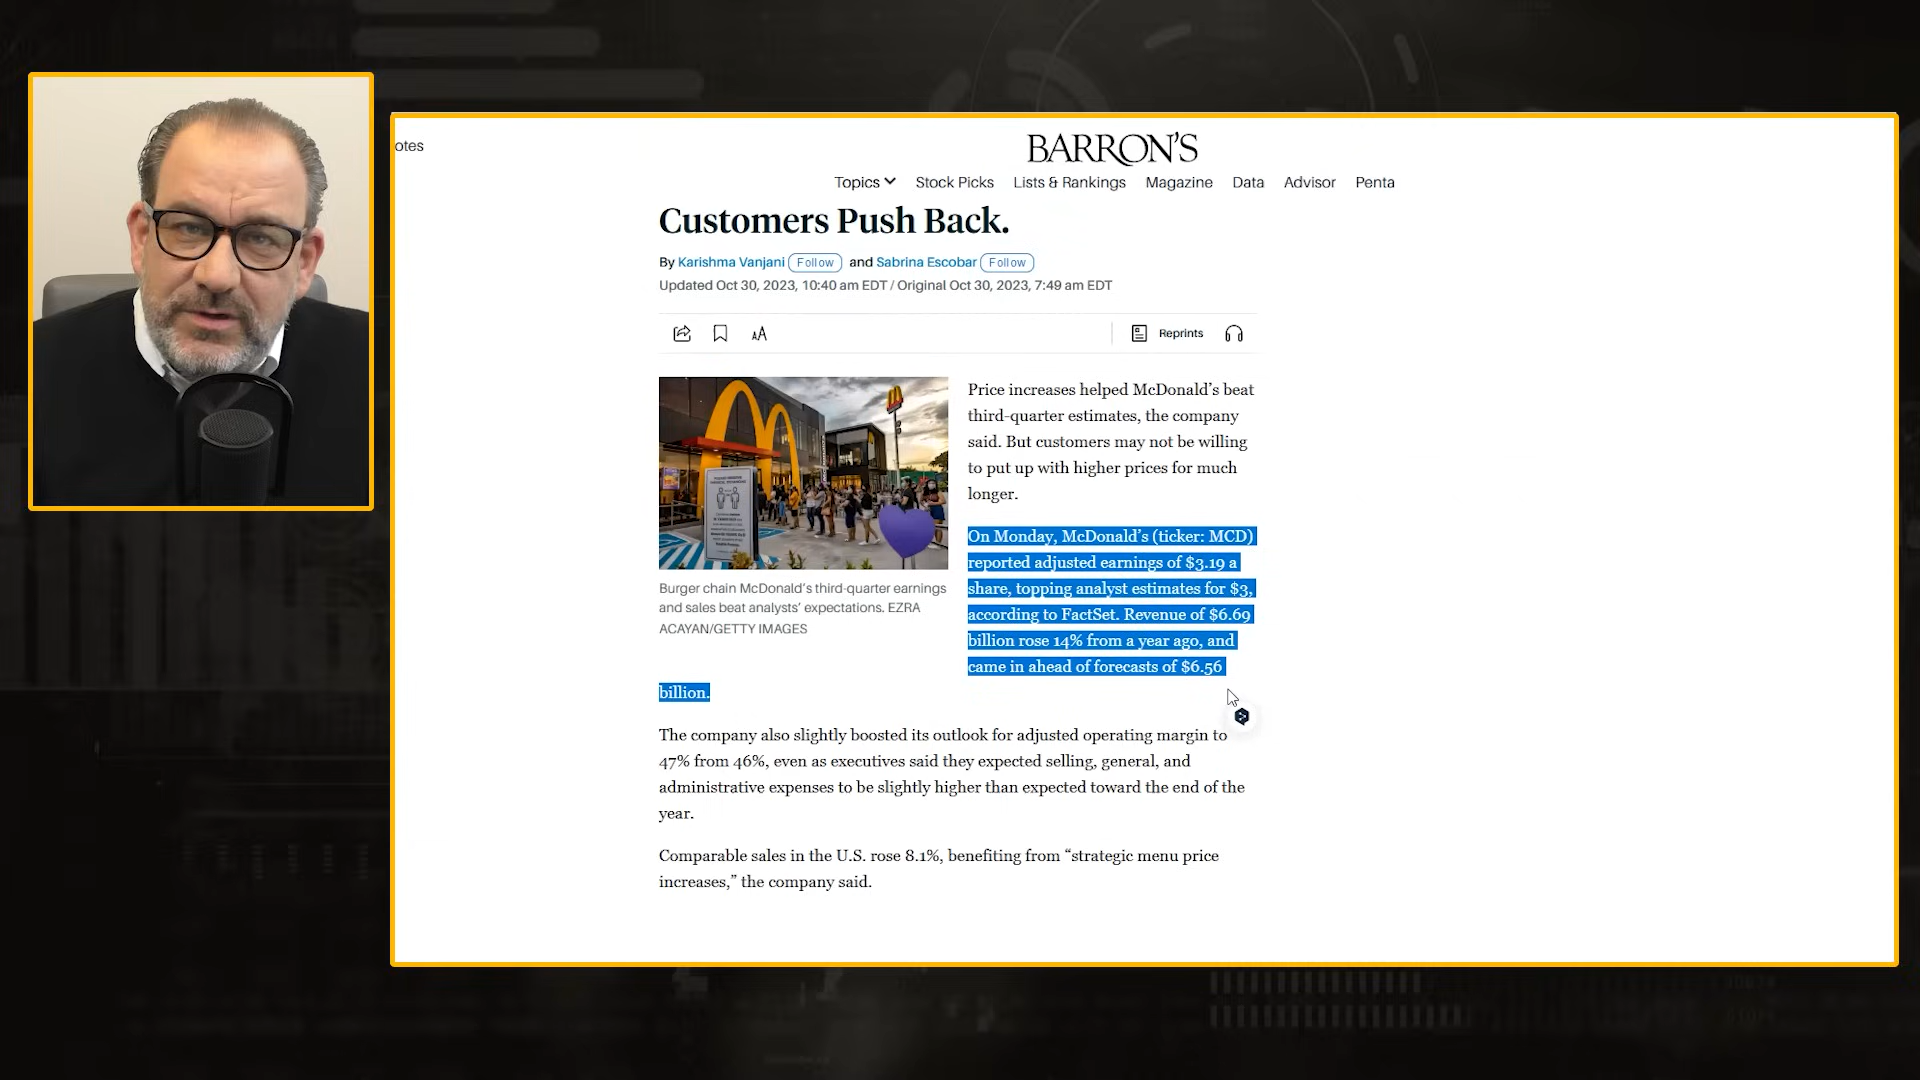 otes
BARRON'S
Topics Stock Picks Lists & Rankings Magazine Data Advisor Penta
Customers Push Back.
By Karishma Vanjani Follow and Sabrina Escobar Follow
Updated Oct 30, 2023, 10:40 am EDT / Original Oct 30, 2023, 7:49 am EDT
AA Reprints
Burger chain McDonald's third-quarter earnings
and sales beat analysts' expectations. EZRA
ACAYAN/GETTY IMAGES
Price increases helped McDonald's beat
third-quarter estimates, the company
said. But customers may not be willing
to put up with higher prices for much
longer.
On Monday, McDonald's (ticker: MCD)
reported adjusted earnings of $3.19 a
share, topping analyst estimates for $3,
according to FactSet. Revenue of $6.69
billion rose 14% from a year ago, and
came in ahead of forecasts of $6.56
billion.
The company also slightly boosted its outlook for adjusted operating margin to
47% from 46%, even as executives said they expected selling, general, and
administrative expenses to be slightly higher than expected toward the end of the
year.
Comparable sales in the U.S. rose 8.1%, benefiting from “strategic menu price
increases,” the company said.